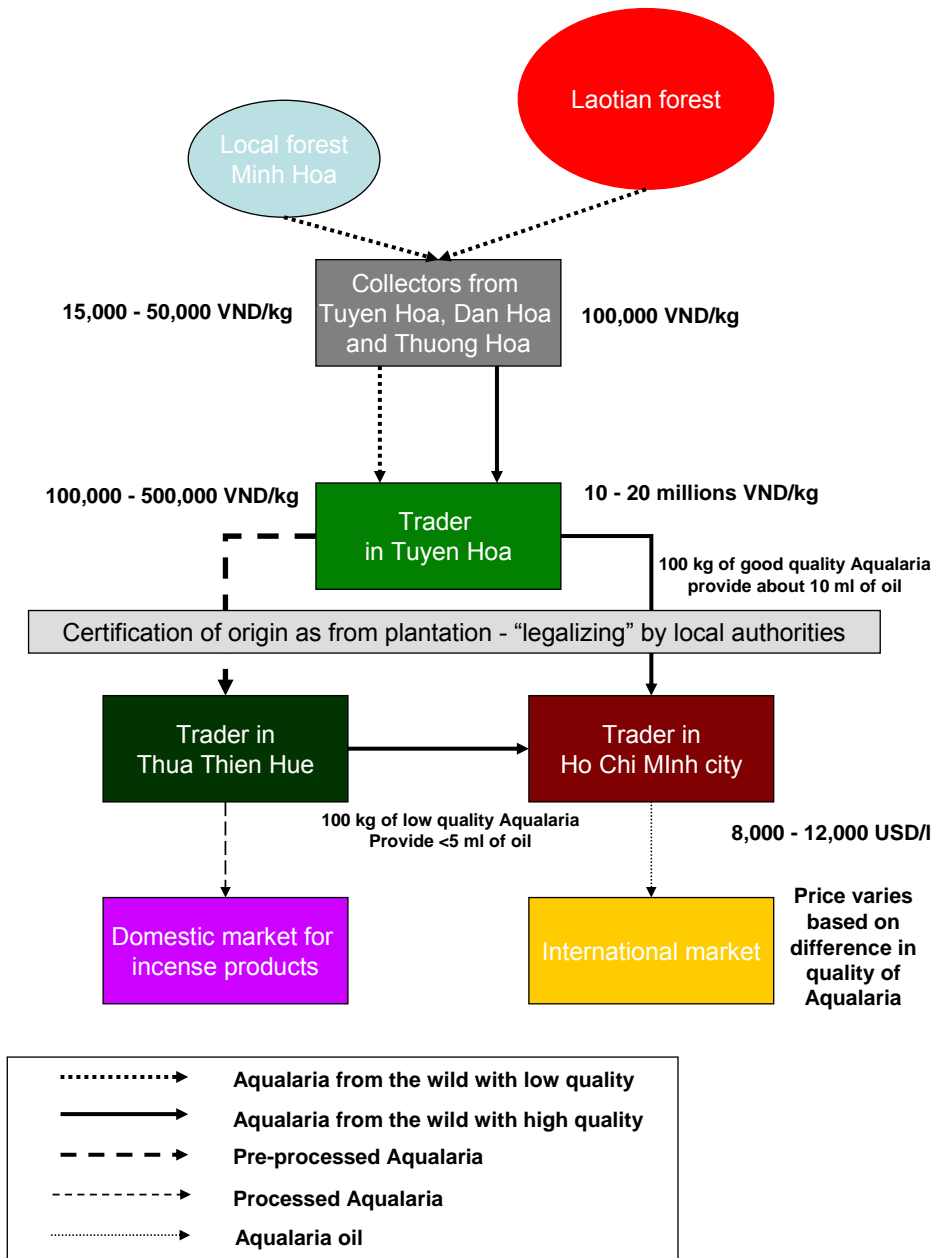 Laotian forest
Local forest
Minh Hoa
Collectors from
Tuyen Hoa, Dan Hoa
and Thuong Hoa
15,000 - 50,000 VND/kg
100,000 VND/kg
100,000 - 500,000 VND/kg
10 - 20 millions VND/kg
Trader
in Tuyen Hoa
100 kg of good quality Aqualaria
provide about 10 ml of oil
Certification of origin as from plantation - “legalizing” by local authorities
Trader in
Thua Thien Hue
Trader in
Ho Chi MInh city
100 kg of low quality Aqualaria
Provide <5 ml of oil
8,000 - 12,000 USD/l
Domestic market for
incense products
International market
Price varies
based on
difference in
quality of
Aqualaria
Aqualaria from the wild with low quality
Aqualaria from the wild with high quality
Pre-processed Aqualaria
Processed Aqualaria
Aqualaria oil